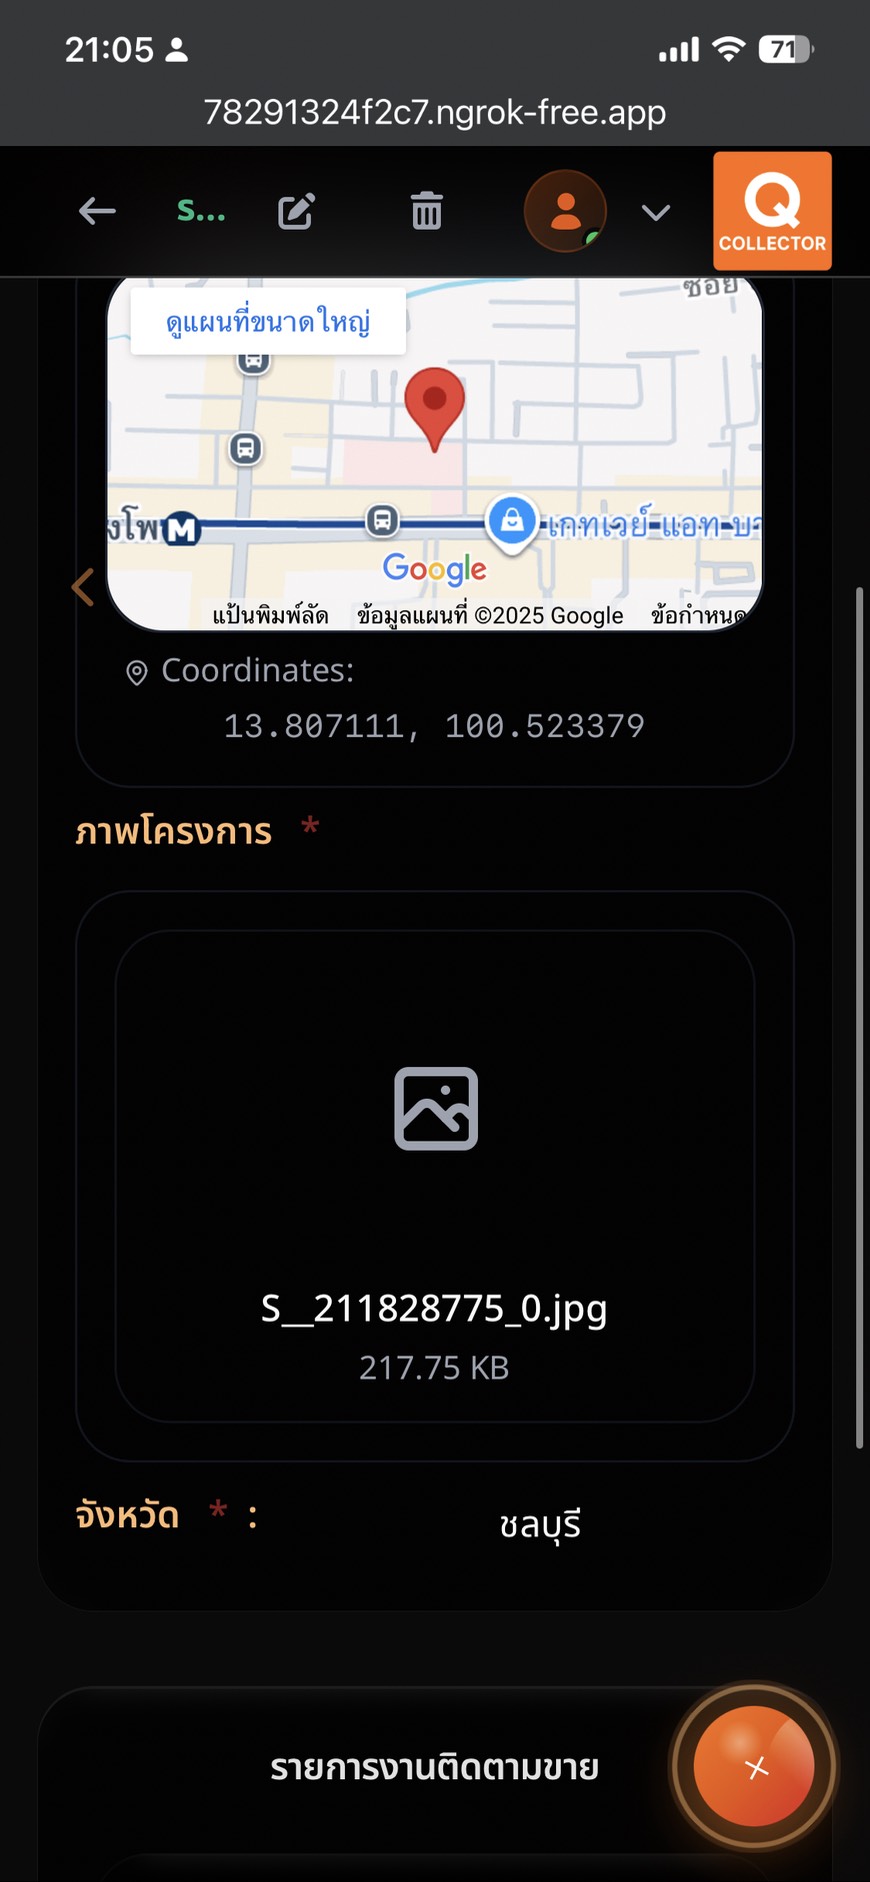 21:05
71
78291324f2c7.ngrok-free.app
S...
Q
COLLECTOR
ซอย
ดูแผนที่ขนาดใหญ่
งโพ
M
เกทเวย์ แอท บา
Google
แป้นพิมพ์ลัด ข้อมูลแผนที่ ©2025 Google ข้อกำหนด
Coordinates:
13.807111, 100.523379
ภาพโครงการ *
S__211828775_0.jpg
217.75 KB
จังหวัด * : ชลบุรี
รายการงานติดตามขาย